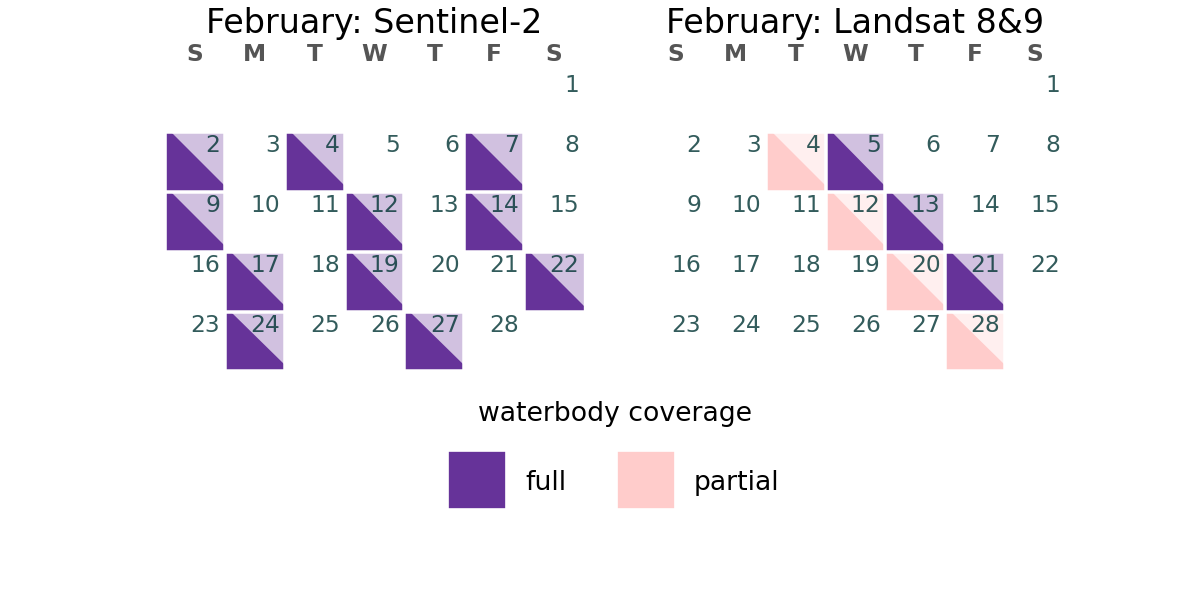 February: Sentinel-2
S M T W T F S
1
2 3 4 5 6 7 8
9 10 11 12 13 14 15
16 17 18 19 20 21 22
23 24 25 26 27 28
February: Landsat 8&9
S M T W T F S
1
2 3 4 5 6 7 8
9 10 11 12 13 14 15
16 17 18 19 20 21 22
23 24 25 26 27 28
waterbody coverage
full partial